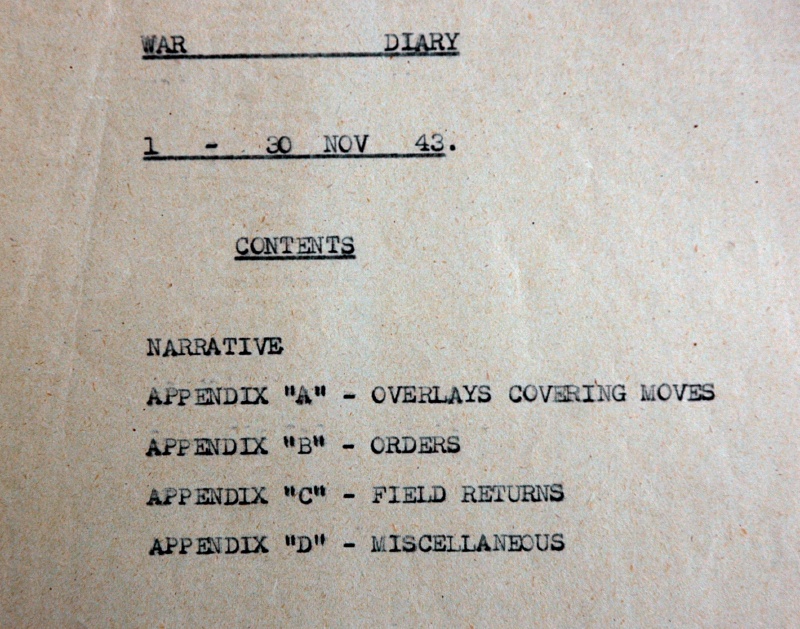 WAR DIARY
1 - 30 NOV 43.
CONTENTS
NARRATIVE
APPENDIX "A" - OVERLAYS COVERING MOVES
APPENDIX "B" - ORDERS
APPENDIX "C" - FIELD RETURNS
APPENDIX "D" - MISCELLANEOUS